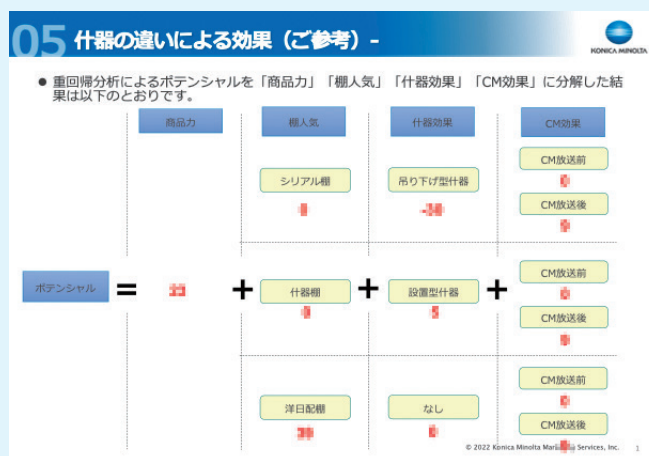 05 什器の違いによる効果（ご参考）-
KONICA MINOLTA
● 重回帰分析によるポテンシャルを「商品力」「棚人気」「什器効果」「CM効果」に分解した結
果は以下のとおりです。
商品力 棚人気 什器効果 CM効果
CM放送前
シリアル棚 吊り下げ型什器
CM放送後
CM放送前
ポテンシャル = + 什器棚 + 設置型什器 +
CM放送後
CM放送前
洋日配棚 なし
CM放送後
© 2022 Konica Minolta Services, Inc. 1